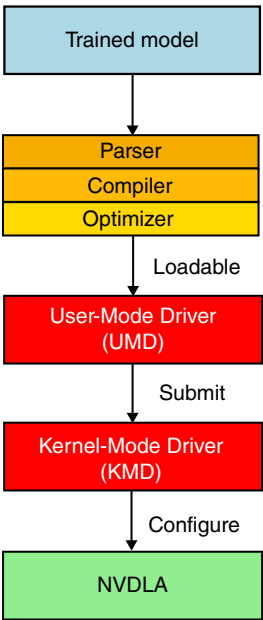 Trained model
Parser
Compiler
Optimizer
Loadable
User-Mode Driver
(UMD)
Submit
Kernel-Mode Driver
(KMD)
Configure
NVDLA